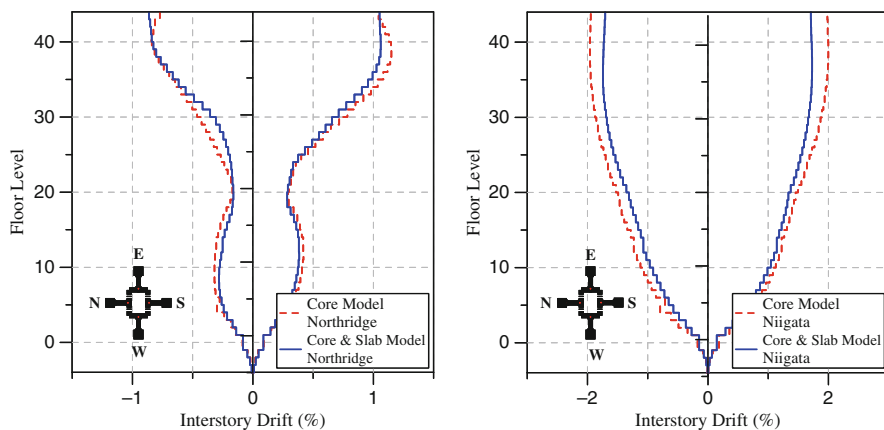 40
30
20
10
0
Floor Level
E
N S
W
Core Model
Northridge
Core & Slab Model
Northridge
−1 0 1
Interstory Drift (%)
40
30
20
10
0
Floor Level
E
N S
W
Core Model
Niigata
Core & Slab Model
Niigata
−2 0 2
Interstory Drift (%)